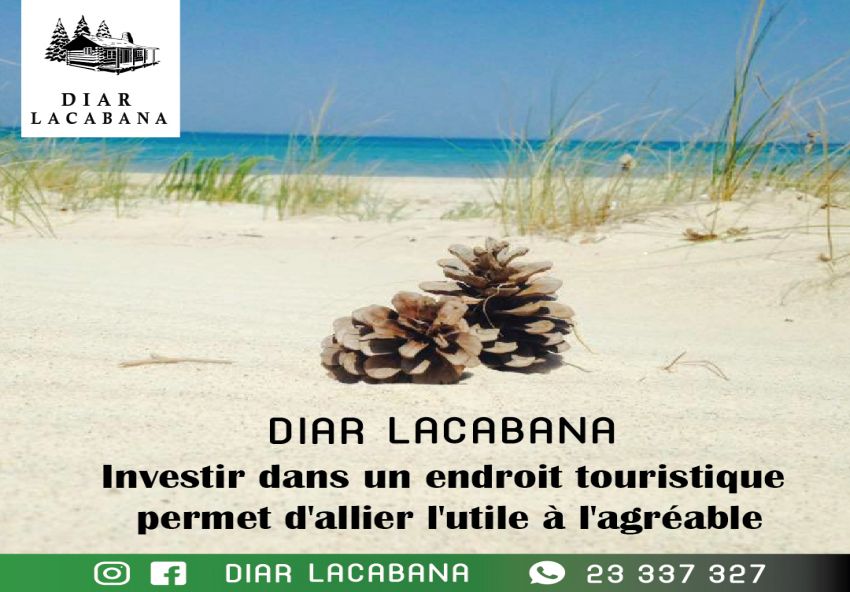 DIAR
LACABANA
DIAR LACABANA
Investir dans un endroit touristique
permet d'allier l'utile à l'agréable
DIAR LACABANA 23 337 327